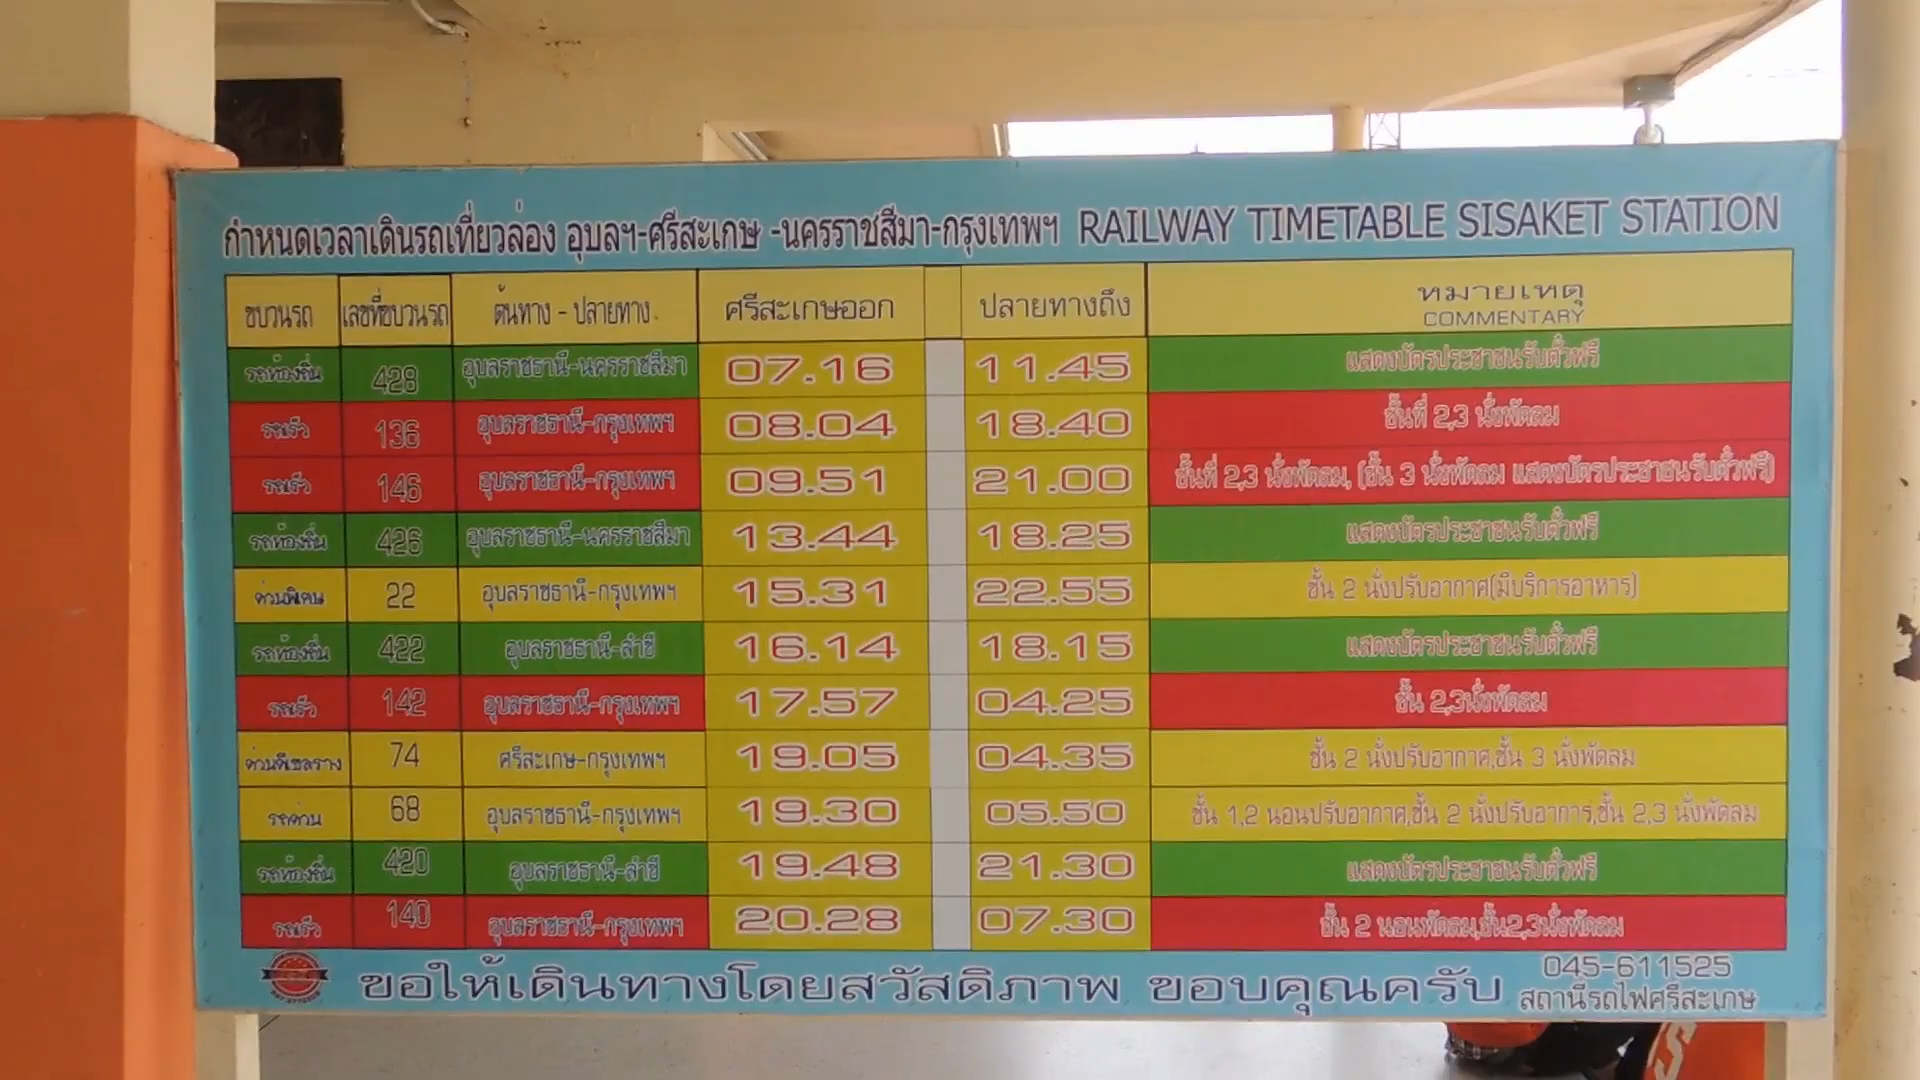 กำหนดเวลาเดินรถเที่ยวล่อง อุบลฯ-ศรีสะเกษ -นครราชสีมา-กรุงเทพฯ RAILWAY TIMETABLE SISAKET STATION
ขบวนรถ เลขที่ขบวนรถ ต้นทาง - ปลายทาง ศรีสะเกษออก ปลายทางถึง หมายเหตุ
COMMENTARY
รถท้องถิ่น 428 อุบลราชธานี-นครราชสีมา 07.16 11.45 แสดงบัตรประชาชนรับตั๋วฟรี
รถเร็ว 136 อุบลราชธานี-กรุงเทพฯ 08.04 18.40 ชั้นที่ 2,3 นั่งพัดลม
รถเร็ว 146 อุบลราชธานี-กรุงเทพฯ 09.51 21.00 ชั้นที่ 2,3 นั่งพัดลม, (ชั้น 3 นั่งพัดลม แสดงบัตรประชาชนรับตั๋วฟรี)
รถท้องถิ่น 426 อุบลราชธานี-นครราชสีมา 13.44 18.25 แสดงบัตรประชาชนรับตั๋วฟรี
ด่วนพิเศษ 22 อุบลราชธานี-กรุงเทพฯ 15.31 22.55 ชั้น 2 นั่งปรับอากาศ(มีบริการอาหาร)
รถท้องถิ่น 422 อุบลราชธานี-ลำชี 16.14 18.15 แสดงบัตรประชาชนรับตั๋วฟรี
รถเร็ว 142 อุบลราชธานี-กรุงเทพฯ 17.57 04.25 ชั้น 2,3นั่งพัดลม
ด่วนดีเซลราง 74 ศรีสะเกษ-กรุงเทพฯ 19.05 04.35 ชั้น 2 นั่งปรับอากาศ,ชั้น 3 นั่งพัดลม
รถด่วน 68 อุบลราชธานี-กรุงเทพฯ 19.30 05.50 ชั้น 1,2 นอนปรับอากาศ,ชั้น 2 นั่งปรับอาการ,ชั้น 2,3 นั่งพัดลม
รถท้องถิ่น 420 อุบลราชธานี-ลำชี 19.48 21.30 แสดงบัตรประชาชนรับตั๋วฟรี
รถเร็ว 140 อุบลราชธานี-กรุงเทพฯ 20.28 07.30 ชั้น 2 นอนพัดลม,ชั้น2,3นั่งพัดลม
ขอให้เดินทางโดยสวัสดิภาพ ขอบคุณครับ
045-611525
สถานีรถไฟศรีสะเกษ